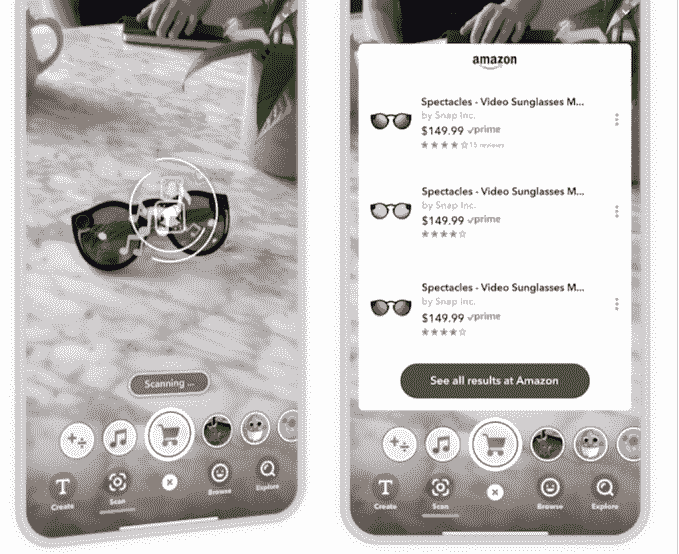 Scanning ...
T
Create
Scan
Browse
Explore
amazon
Spectacles - Video Sunglasses M...
by Snap Inc.
$149.99 prime
15 reviews
Spectacles - Video Sunglasses M...
by Snap Inc.
$149.99 prime
Spectacles - Video Sunglasses M...
by Snap Inc.
$149.99 prime
See all results at Amazon
T
Create
Scan
Browse
Explore